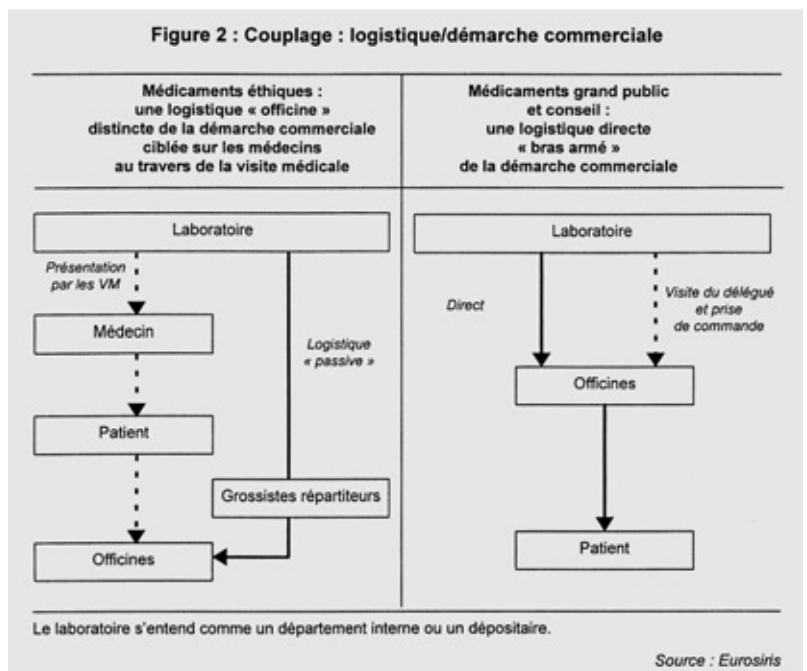 Figure 2 : Couplage : logistique/démarche commerciale
Médicaments éthiques :
une logistique « officine »
distincte de la démarche commerciale
ciblée sur les médecins
au travers de la visite médicale
Médicaments grand public
et conseil :
une logistique directe
« bras armé »
de la démarche commerciale
Laboratoire
Présentation
par les VM
Médecin
Logistique
« passive »
Patient
Grossistes répartiteurs
Officines
Laboratoire
Direct
Visite du délégué
et prise
de commande
Officines
Patient
Le laboratoire s'entend comme un département interne ou un dépositaire.
Source : Eurosiris